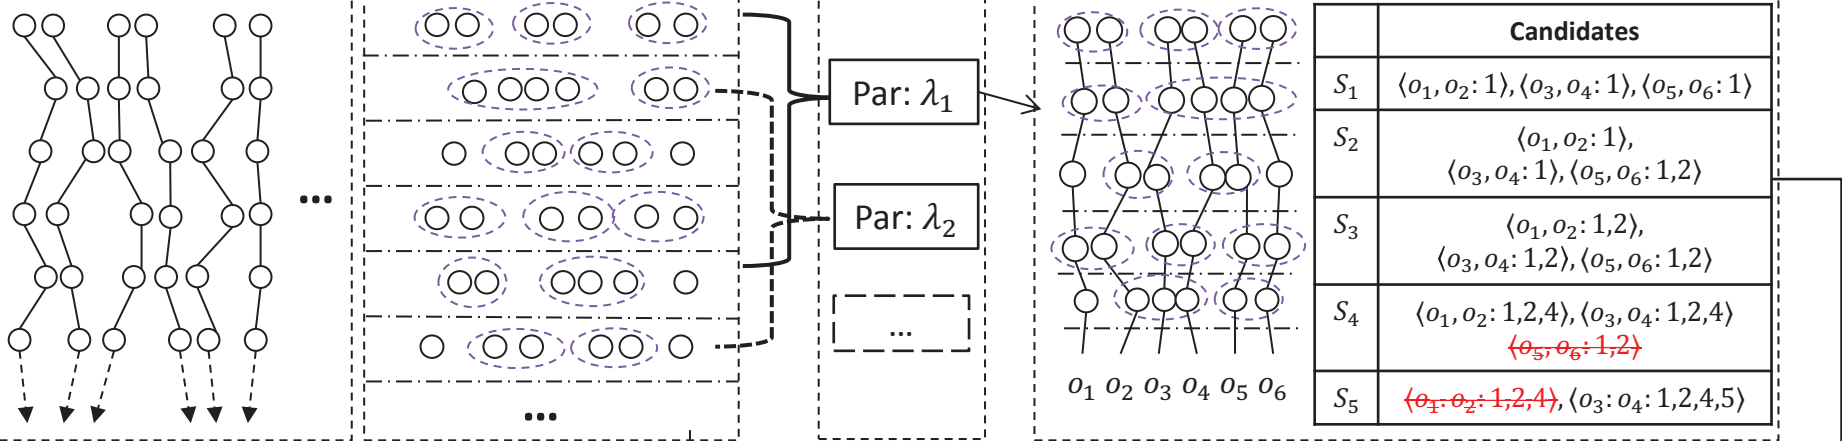 ...
...
Par: λ₁
Par: λ₂
...
o₁ o₂ o₃ o₄ o₅ o₆
Candidates
S₁ ⟨o₁, o₂: 1⟩, ⟨o₃, o₄: 1⟩, ⟨o₅, o₆: 1⟩
S₂ ⟨o₁, o₂: 1⟩,
⟨o₃, o₄: 1⟩, ⟨o₅, o₆: 1,2⟩
S₃ ⟨o₁, o₂: 1,2⟩,
⟨o₃, o₄: 1,2⟩, ⟨o₅, o₆: 1,2⟩
S₄ ⟨o₁, o₂: 1,2,4⟩, ⟨o₃, o₄: 1,2,4⟩
⟨o₅, o₆: 1,2⟩
S₅ ⟨o₁: o₂: 1,2,4⟩, ⟨o₃: o₄: 1,2,4,5⟩